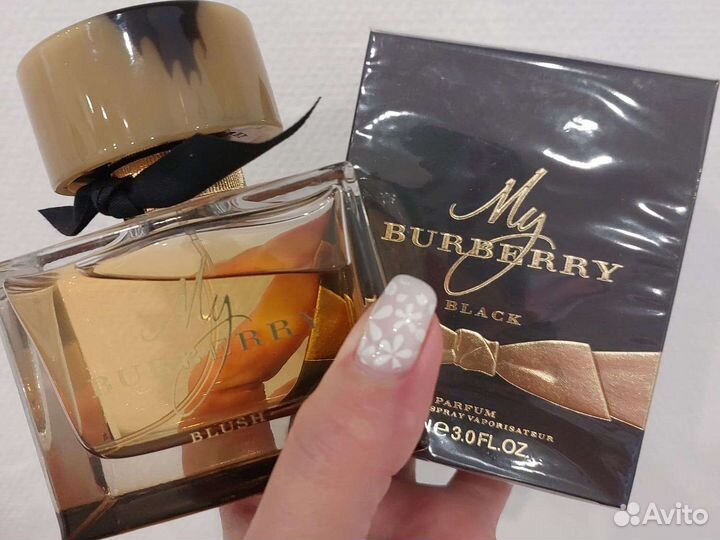 My
BURBERRY
BLUSH
My
BURBERRY
BLACK
PARFUM
SPRAY VAPORISATEUR
3.0 FL.OZ.
Avito